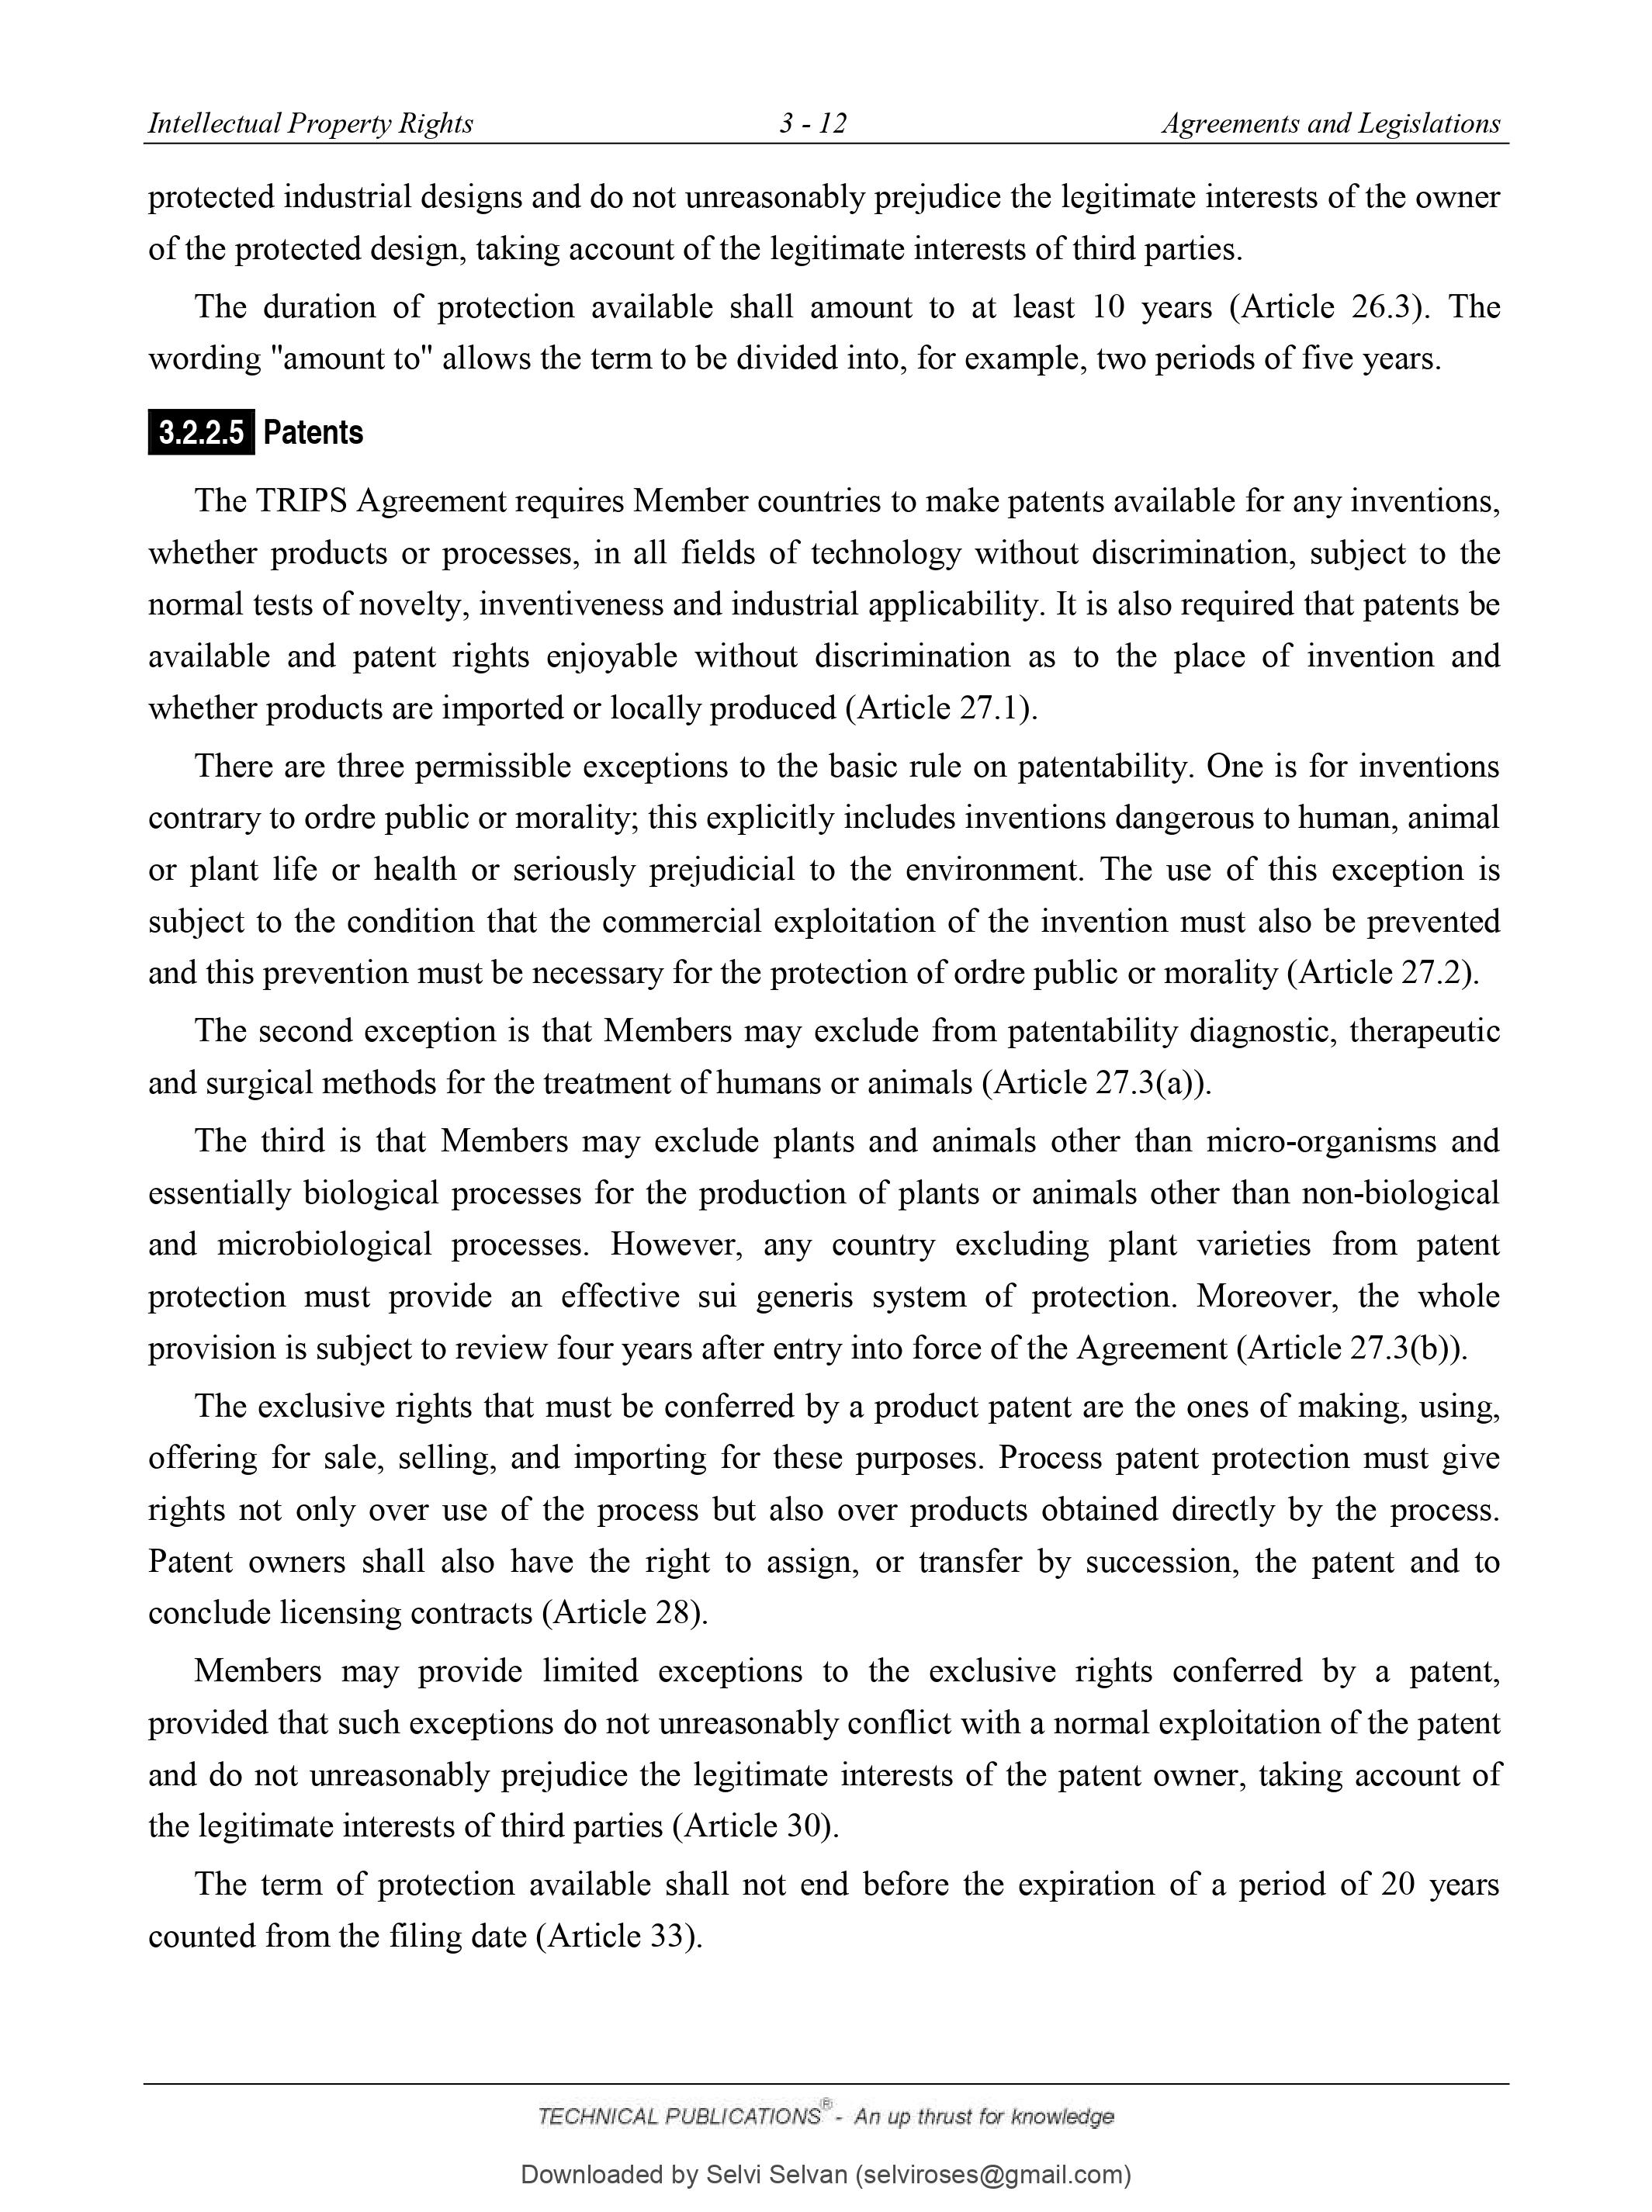 Intellectual Property Rights 3 - 12 Agreements and Legislations
protected industrial designs and do not unreasonably prejudice the legitimate interests of the owner
of the protected design, taking account of the legitimate interests of third parties.
The duration of protection available shall amount to at least 10 years (Article 26.3). The
wording "amount to" allows the term to be divided into, for example, two periods of five years.
3.2.2.5 Patents
The TRIPS Agreement requires Member countries to make patents available for any inventions,
whether products or processes, in all fields of technology without discrimination, subject to the
normal tests of novelty, inventiveness and industrial applicability. It is also required that patents be
available and patent rights enjoyable without discrimination as to the place of invention and
whether products are imported or locally produced (Article 27.1).
There are three permissible exceptions to the basic rule on patentability. One is for inventions
contrary to ordre public or morality; this explicitly includes inventions dangerous to human, animal
or plant life or health or seriously prejudicial to the environment. The use of this exception is
subject to the condition that the commercial exploitation of the invention must also be prevented
and this prevention must be necessary for the protection of ordre public or morality (Article 27.2).
The second exception is that Members may exclude from patentability diagnostic, therapeutic
and surgical methods for the treatment of humans or animals (Article 27.3(a)).
The third is that Members may exclude plants and animals other than micro-organisms and
essentially biological processes for the production of plants or animals other than non-biological
and microbiological processes. However, any country excluding plant varieties from patent
protection must provide an effective sui generis system of protection. Moreover, the whole
provision is subject to review four years after entry into force of the Agreement (Article 27.3(b)).
The exclusive rights that must be conferred by a product patent are the ones of making, using,
offering for sale, selling, and importing for these purposes. Process patent protection must give
rights not only over use of the process but also over products obtained directly by the process.
Patent owners shall also have the right to assign, or transfer by succession, the patent and to
conclude licensing contracts (Article 28).
Members may provide limited exceptions to the exclusive rights conferred by a patent,
provided that such exceptions do not unreasonably conflict with a normal exploitation of the patent
and do not unreasonably prejudice the legitimate interests of the patent owner, taking account of
the legitimate interests of third parties (Article 30).
The term of protection available shall not end before the expiration of a period of 20 years
counted from the filing date (Article 33).
TECHNICAL PUBLICATIONS® - An up thrust for knowledge
Downloaded by Selvi Selvan (selviroses@gmail.com)